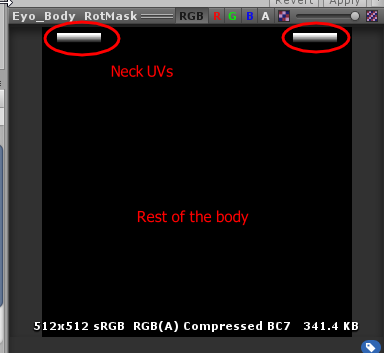 Revert Apply
Eyo_Body RotMask RGB R G B A
Neck UVs
Rest of the body
512x512 sRGB RGB(A) Compressed BC7 341.4 KB